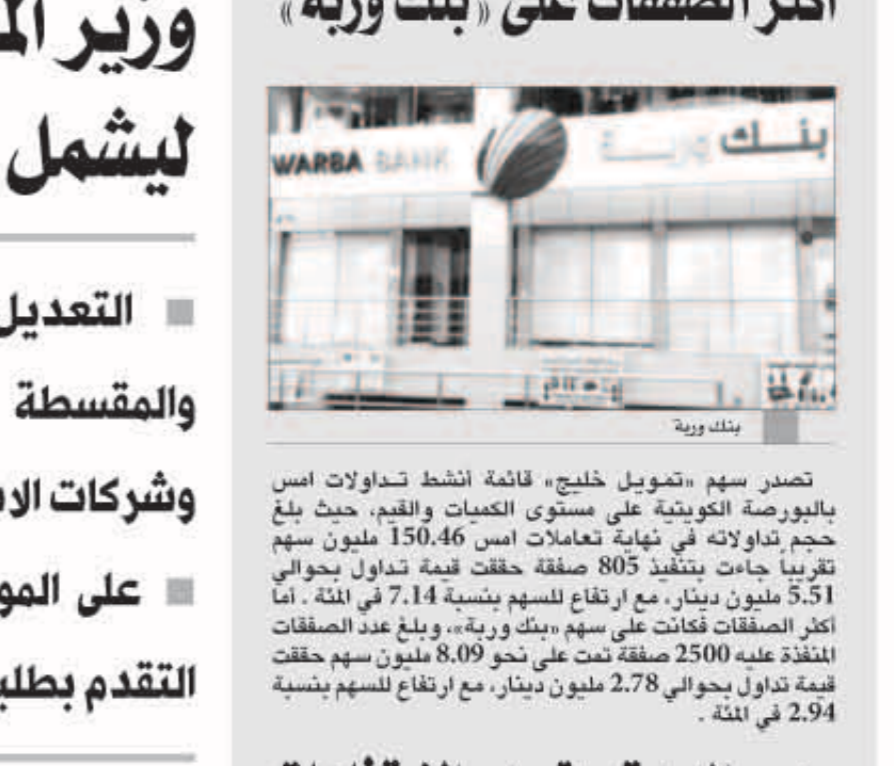 أكثر الصفقات على «بنك وربة»
WARBA BANK
بنك وربة
بنك وربة
تصدر سهم «تمويل خليج» قائمة أنشط تداولات امس
بالبورصة الكويتية على مستوى الكميات والقيم، حيث بلغ
حجم تداولاته في نهاية تعاملات امس 150.46 مليون سهم
تقريباً جاءت بتنفيذ 805 صفقة حققت قيمة تداول بحوالي
5.51 مليون دينار، مع ارتفاع للسهم بنسبة 7.14 في المئة . أما
أكثر الصفقات فكانت على سهم «بنك وربة»، وبلغ عدد الصفقات
المنفذة عليه 2500 صفقة تمت على نحو 8.09 مليون سهم حققت
قيمة تداول بحوالي 2.78 مليون دينار، مع ارتفاع للسهم بنسبة
2.94 في المئة .
وزير
ليشمل
التعديل
والمقسطة
وشركات
على
التقدم